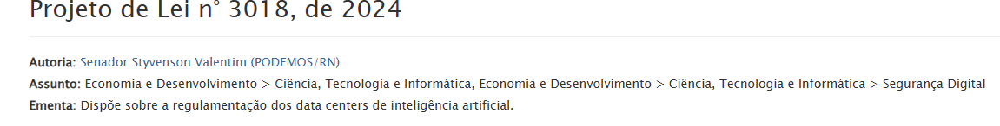 Projeto de Lei n° 3018, de 2024
Autoria: Senador Styvenson Valentim (PODEMOS/RN)
Assunto: Economia e Desenvolvimento > Ciência, Tecnologia e Informática, Economia e Desenvolvimento > Ciência, Tecnologia e Informática > Segurança Digital
Ementa: Dispõe sobre a regulamentação dos data centers de inteligência artificial.